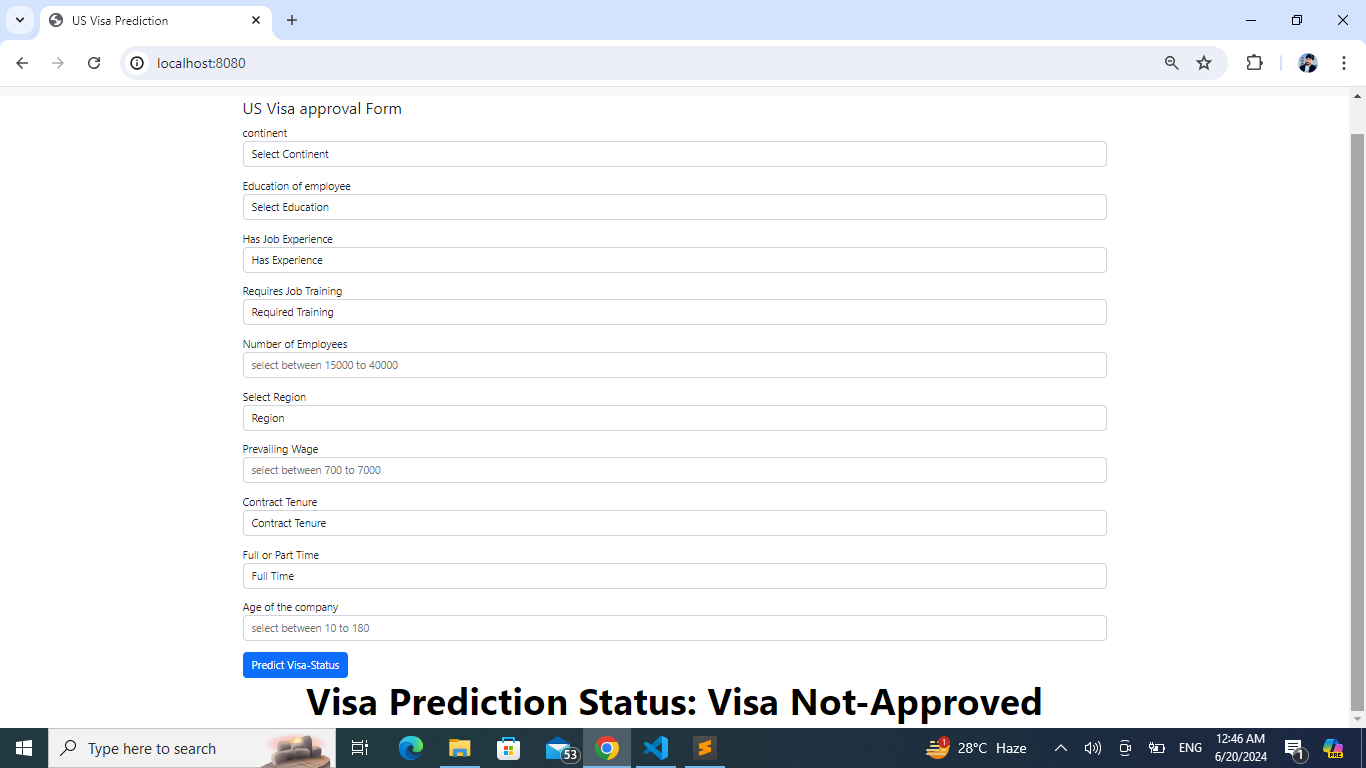 US Visa Prediction
localhost:8080
US Visa approval Form
continent
Select Continent
Education of employee
Select Education
Has Job Experience
Has Experience
Requires Job Training
Required Training
Number of Employees
select between 15000 to 40000
Select Region
Region
Prevailing Wage
select between 700 to 7000
Contract Tenure
Contract Tenure
Full or Part Time
Full Time
Age of the company
select between 10 to 180
Predict Visa-Status
Visa Prediction Status: Visa Not-Approved
Type here to search
53
1
28°C Haze
ENG
12:46 AM
6/20/2024
1
PRE